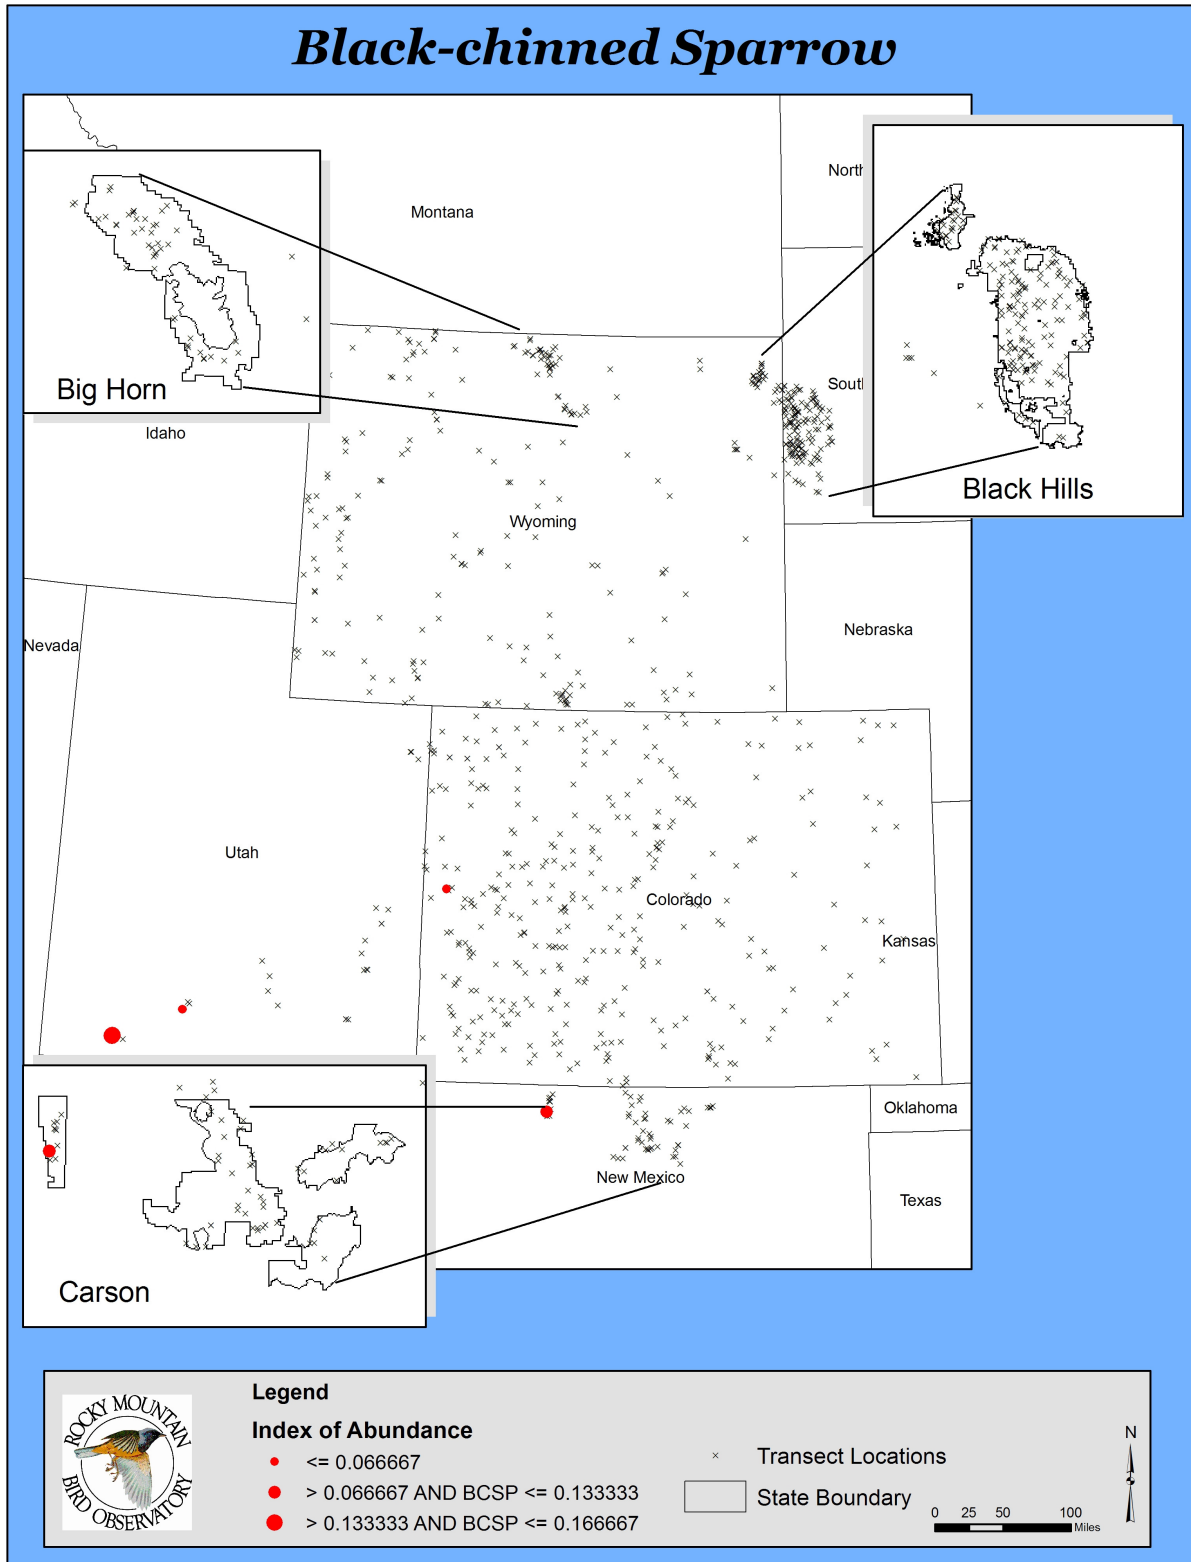 Black-chinned Sparrow
Montana
North
Big Horn
Idaho
South
Black Hills
Wyoming
Nevada
Nebraska
Utah
Colorado
Kansas
Oklahoma
New Mexico
Texas
Carson
ROCKY MOUNTAIN
BIRD OBSERVATORY
Legend
Index of Abundance
<= 0.066667
> 0.066667 AND BCSP <= 0.133333
> 0.133333 AND BCSP <= 0.166667
Transect Locations
State Boundary
N
0 25 50 100
Miles